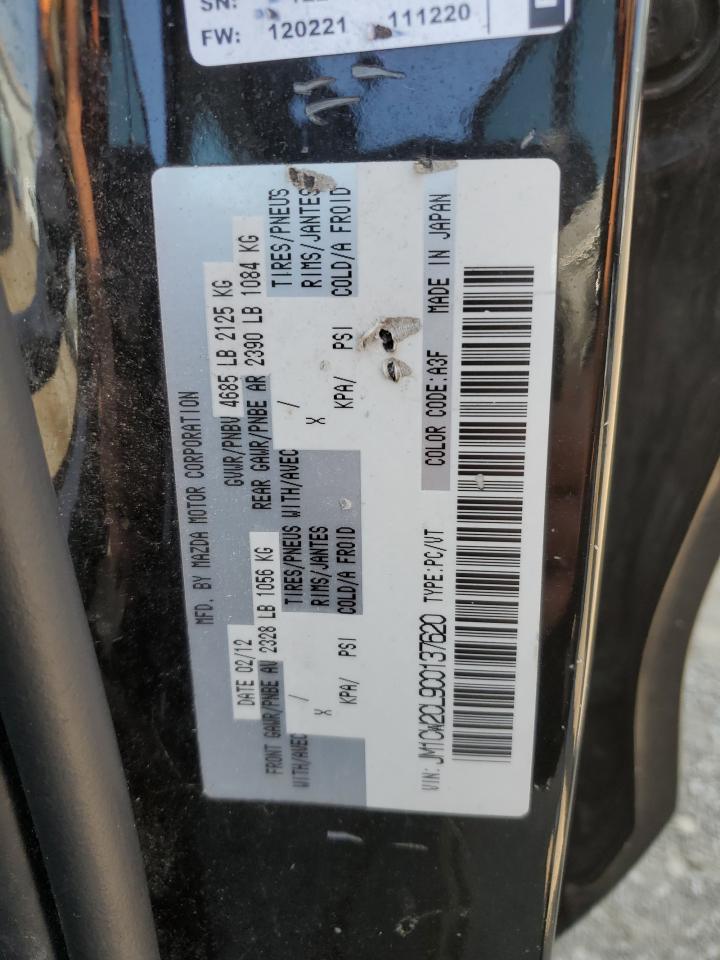 SN:
FW: 120221 111220
MFD. BY MAZDA MOTOR CORPORATION
DATE 02/12 GVWR/PNBV 4685 LB 2125 KG
FRONT GAWR/PNBE AV 2328 LB 1056 KG REAR GAWR/PNBE AR 2390 LB 1084 KG
WITH/AVEC / TIRES/PNEUS WITH/AVEC / TIRES/PNEUS
X RIMS/JANTES X RIMS/JANTES
KPA/ PSI COLD/A FROID KPA/ PSI COLD/A FROID
VIN: JM1CW2DL9C0137620 TYPE:PC/VT COLOR CODE:A3F MADE IN JAPAN